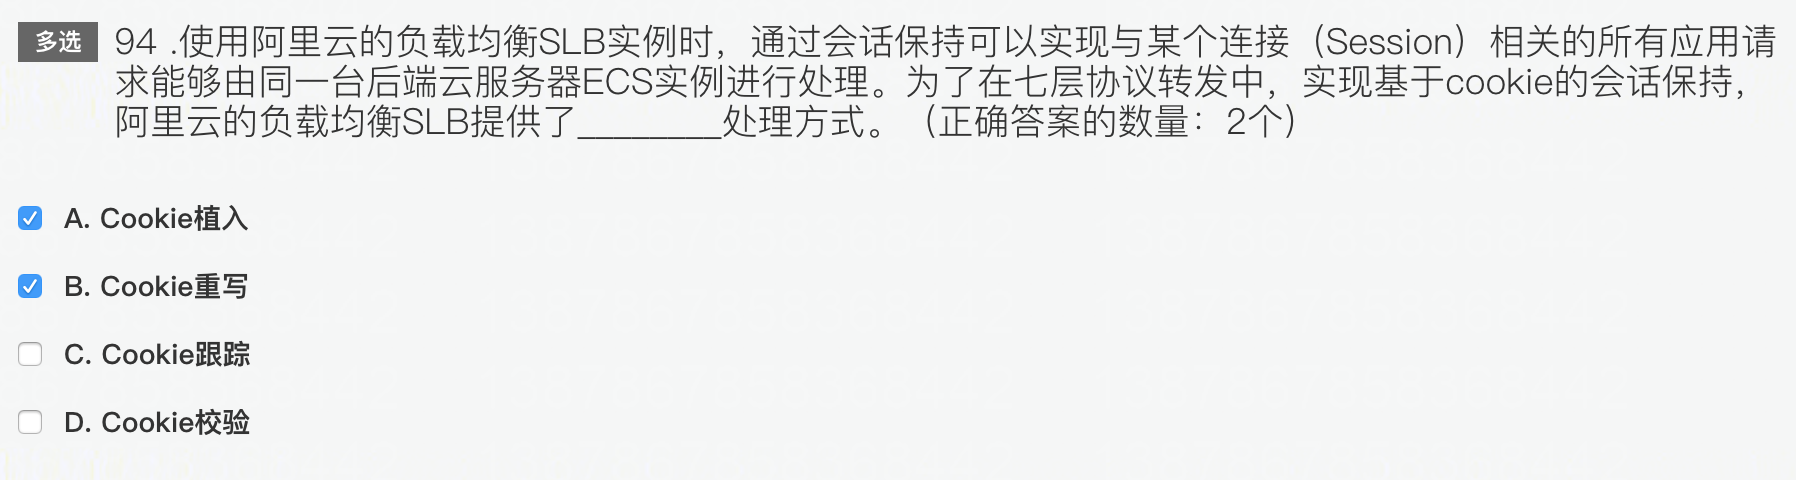 多选 94 .使用阿里云的负载均衡SLB实例时，通过会话保持可以实现与某个连接（Session）相关的所有应用请
求能够由同一台后端云服务器ECS实例进行处理。为了在七层协议转发中，实现基于cookie的会话保持，
阿里云的负载均衡SLB提供了________处理方式。（正确答案的数量：2个）
A. Cookie植入
B. Cookie重写
C. Cookie跟踪
D. Cookie校验